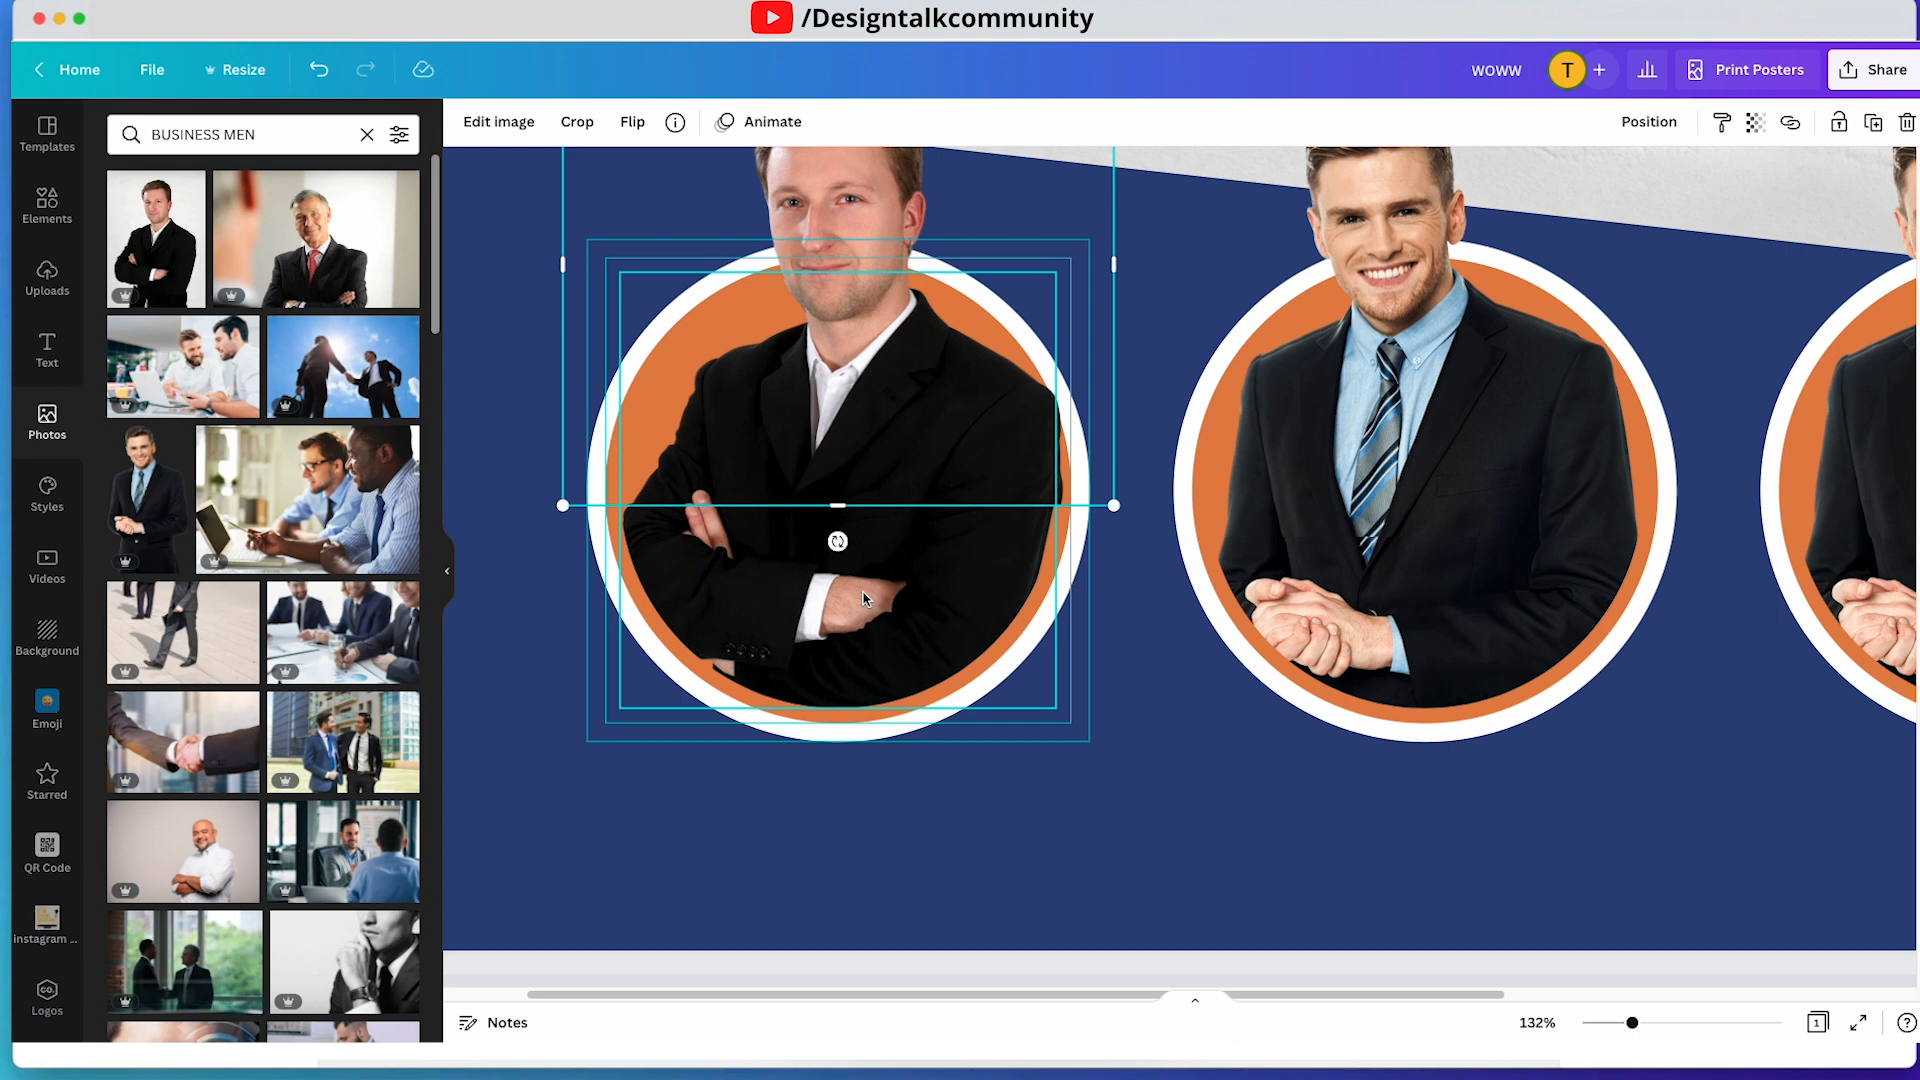 /Designtalkcommunity
Home
File
Resize
WOWW
T
+
Print Posters
Share
Templates
Elements
Uploads
Text
Photos
Styles
Videos
Background
Emoji
Starred
QR Code
instagram ...
CO.
Logos
BUSINESS MEN
Edit image
Crop
Flip
Animate
Position
Notes
132%
1
?